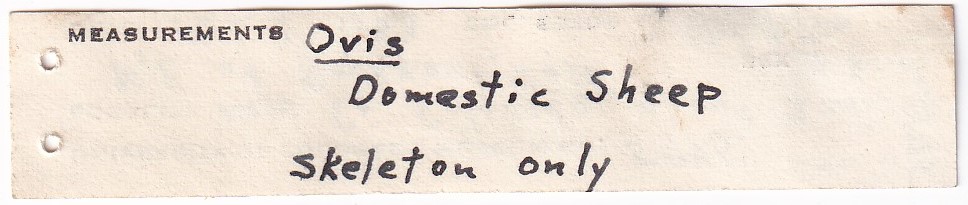 MEASUREMENTS Ovis
Domestic Sheep
Skeleton only